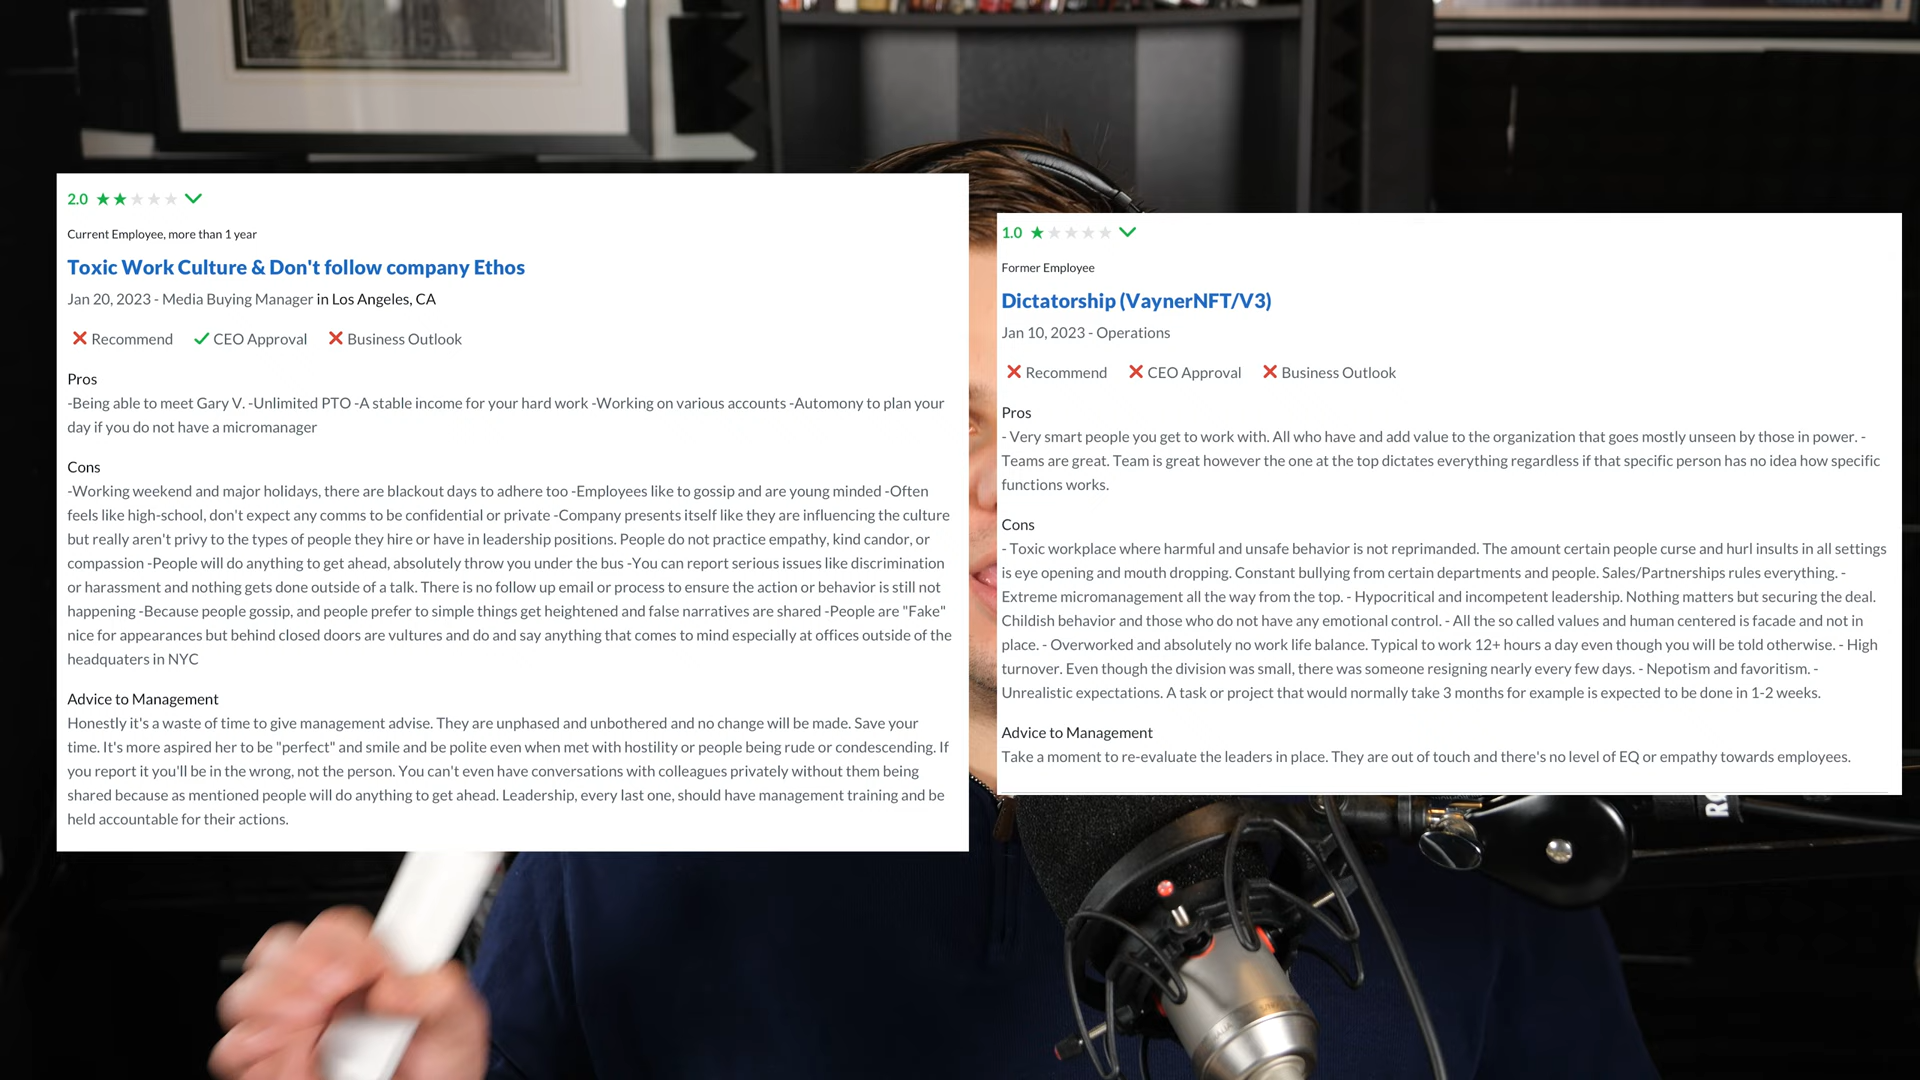 2.0
Current Employee, more than 1 year
Toxic Work Culture & Don't follow company Ethos
Jan 20, 2023 - Media Buying Manager in Los Angeles, CA
Recommend CEO Approval Business Outlook
Pros
-Being able to meet Gary V. -Unlimited PTO -A stable income for your hard work -Working on various accounts -Automony to plan your
day if you do not have a micromanager
Cons
-Working weekend and major holidays, there are blackout days to adhere too -Employees like to gossip and are young minded -Often
feels like high-school, don't expect any comms to be confidential or private -Company presents itself like they are influencing the culture
but really aren't privy to the types of people they hire or have in leadership positions. People do not practice empathy, kind candor, or
compassion -People will do anything to get ahead, absolutely throw you under the bus -You can report serious issues like discrimination
or harassment and nothing gets done outside of a talk. There is no follow up email or process to ensure the action or behavior is still not
happening -Because people gossip, and people prefer to simple things get heightened and false narratives are shared -People are "Fake"
nice for appearances but behind closed doors are vultures and do and say anything that comes to mind especially at offices outside of the
headquaters in NYC
Advice to Management
Honestly it's a waste of time to give management advise. They are unphased and unbothered and no change will be made. Save your
time. It's more aspired her to be "perfect" and smile and be polite even when met with hostility or people being rude or condescending. If
you report it you'll be in the wrong, not the person. You can't even have conversations with colleagues privately without them being
shared because as mentioned people will do anything to get ahead. Leadership, every last one, should have management training and be
held accountable for their actions.
1.0
Former Employee
Dictatorship (VaynerNFT/V3)
Jan 10, 2023 - Operations
Recommend CEO Approval Business Outlook
Pros
- Very smart people you get to work with. All who have and add value to the organization that goes mostly unseen by those in power. -
Teams are great. Team is great however the one at the top dictates everything regardless if that specific person has no idea how specific
functions works.
Cons
- Toxic workplace where harmful and unsafe behavior is not reprimanded. The amount certain people curse and hurl insults in all settings
is eye opening and mouth dropping. Constant bullying from certain departments and people. Sales/Partnerships rules everything. -
Extreme micromanagement all the way from the top. - Hypocritical and incompetent leadership. Nothing matters but securing the deal.
Childish behavior and those who do not have any emotional control. - All the so called values and human centered is facade and not in
place. - Overworked and absolutely no work life balance. Typical to work 12+ hours a day even though you will be told otherwise. - High
turnover. Even though the division was small, there was someone resigning nearly every few days. - Nepotism and favoritism. -
Unrealistic expectations. A task or project that would normally take 3 months for example is expected to be done in 1-2 weeks.
Advice to Management
Take a moment to re-evaluate the leaders in place. They are out of touch and there's no level of EQ or empathy towards employees.